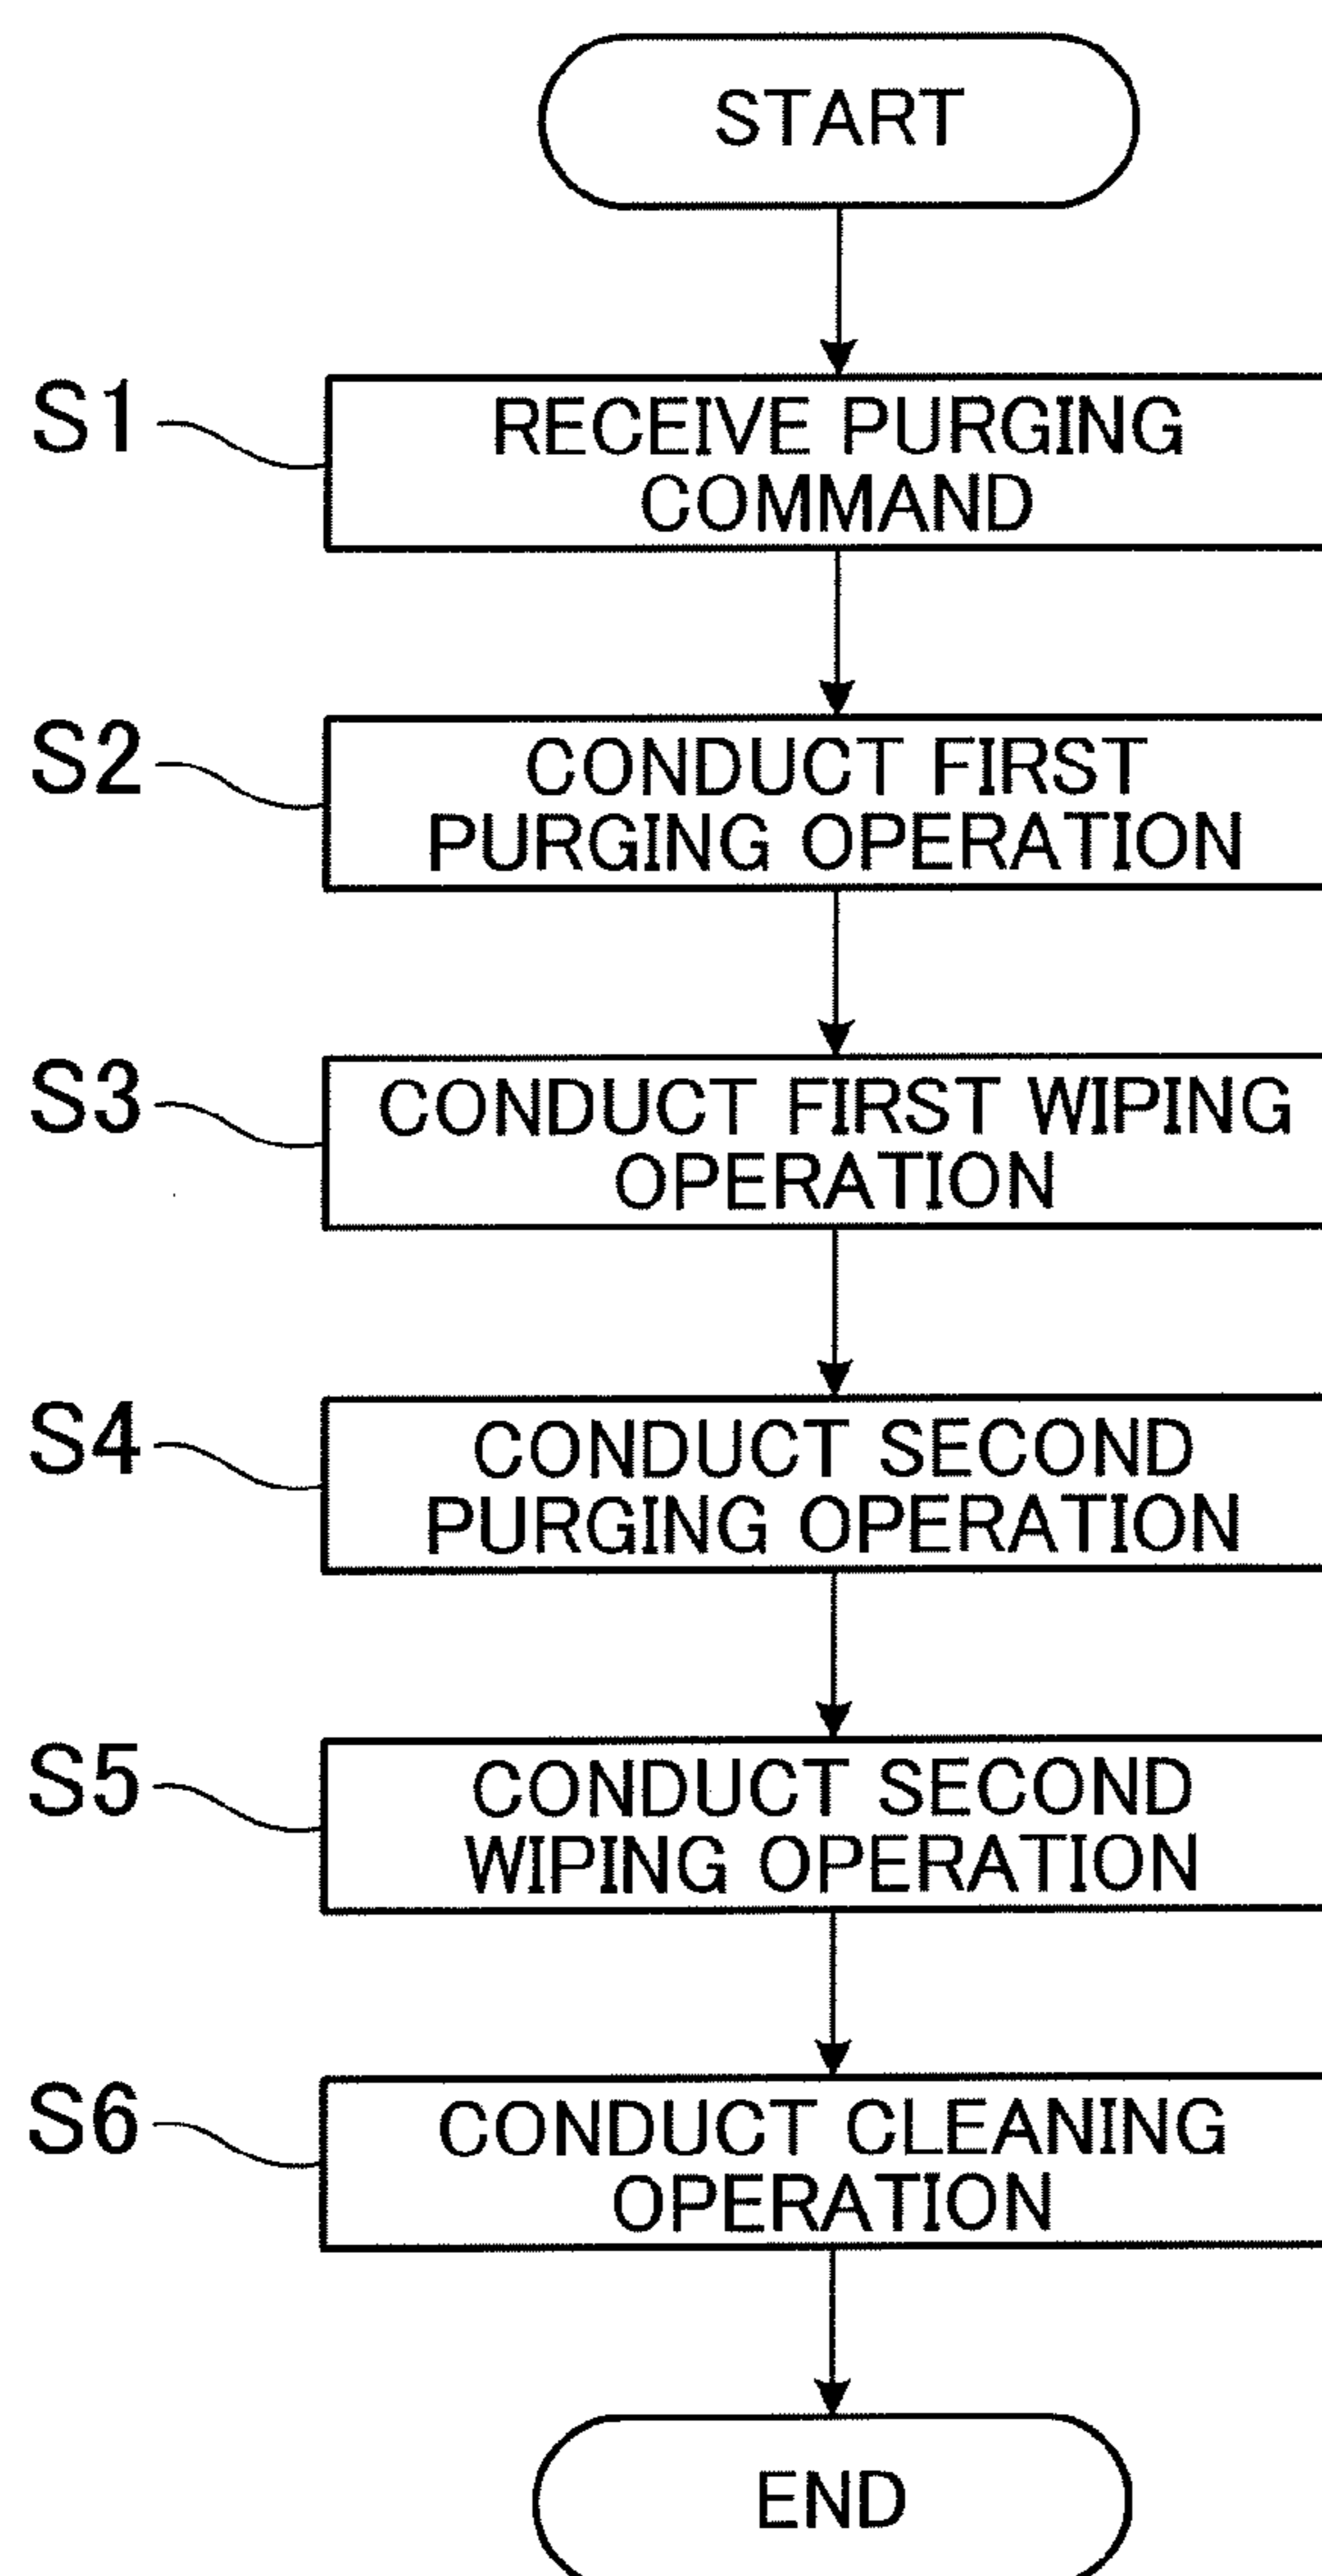 START
S1
RECEIVE PURGING
COMMAND
S2
CONDUCT FIRST
PURGING OPERATION
S3
CONDUCT FIRST WIPING
OPERATION
S4
CONDUCT SECOND
PURGING OPERATION
S5
CONDUCT SECOND
WIPING OPERATION
S6
CONDUCT CLEANING
OPERATION
END